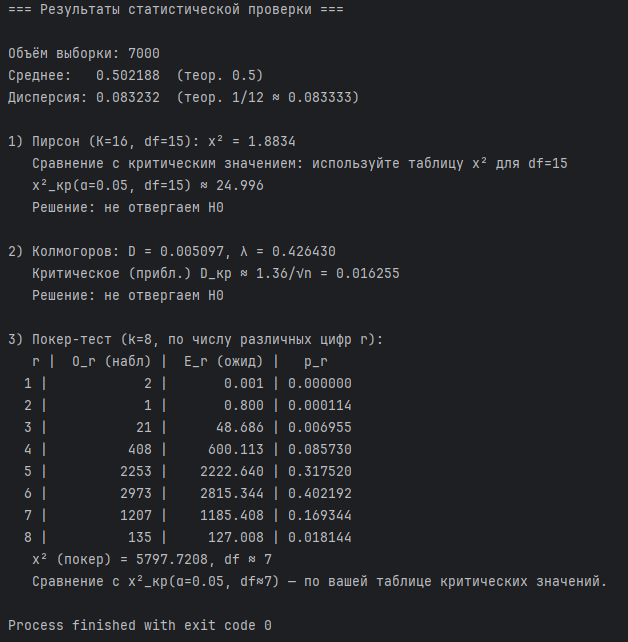 === Результаты статистической проверки ===
Объём выборки: 7000
Среднее:   0.502188  (теор. 0.5)
Дисперсия: 0.083232  (теор. 1/12 ≈ 0.083333)
1) Пирсон (K=16, df=15): x² = 1.8834
Сравнение с критическим значением: используйте таблицу x² для df=15
x²_кр(α=0.05, df=15) ≈ 24.996
Решение: не отвергаем H0
2) Колмогоров: D = 0.005097, λ = 0.426430
Критическое (прибл.) D_кр ≈ 1.36/√n = 0.016255
Решение: не отвергаем H0
3) Покер-тест (k=8, по числу различных цифр r):
r |  O_r (набл) |  E_r (ожид) |   p_r
1 |           2 |       0.001 | 0.000000
2 |           1 |       0.800 | 0.000114
3 |          21 |      48.686 | 0.006955
4 |         408 |     600.113 | 0.085730
5 |        2253 |    2222.640 | 0.317520
6 |        2973 |    2815.344 | 0.402192
7 |        1207 |    1185.408 | 0.169344
8 |         135 |     127.008 | 0.018144
x² (покер) = 5797.7208, df ≈ 7
Сравнение с x²_кр(α=0.05, df≈7) — по вашей таблице критических значений.
Process finished with exit code 0